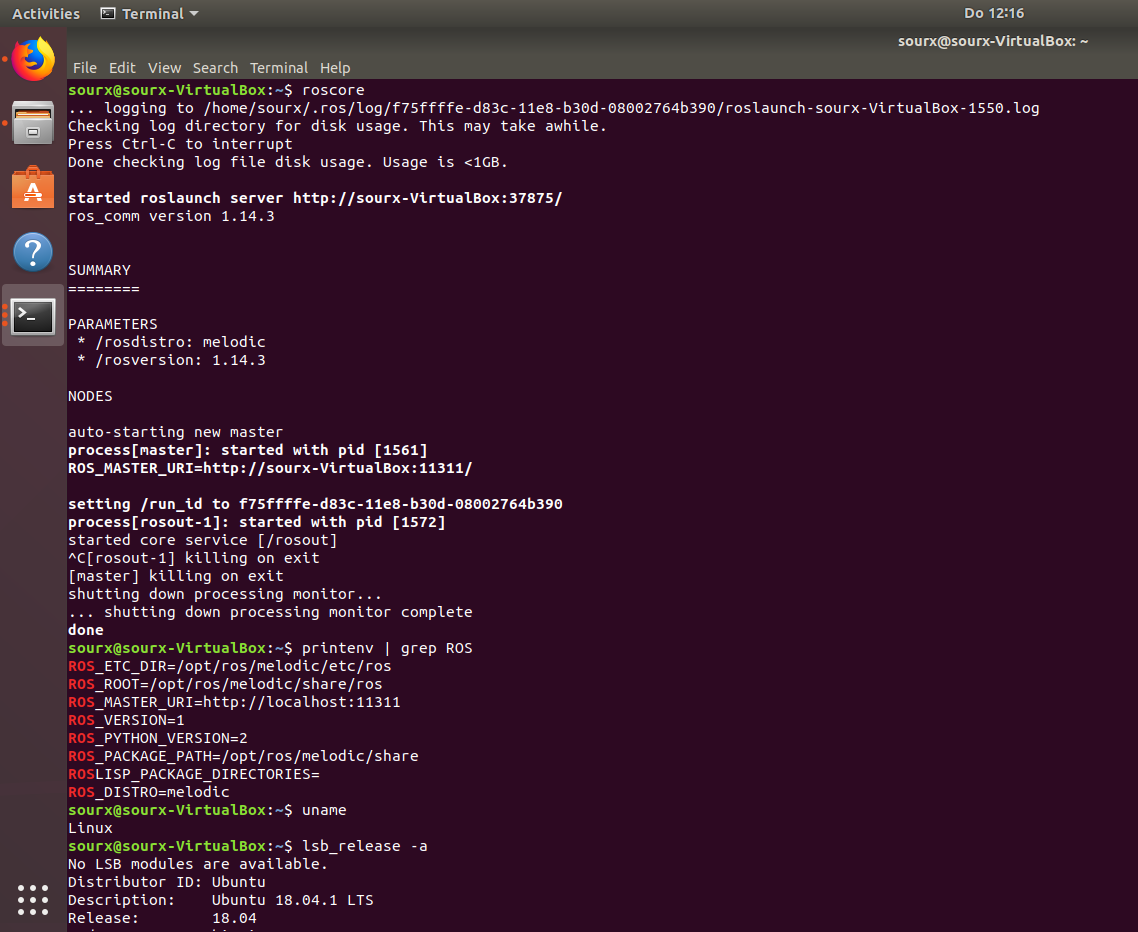 Activities Terminal Do 12:16
sourx@sourx-VirtualBox: ~
File Edit View Search Terminal Help
sourx@sourx-VirtualBox:~$ roscore
... logging to /home/sourx/.ros/log/f75ffffe-d83c-11e8-b30d-08002764b390/roslaunch-sourx-VirtualBox-1550.log
Checking log directory for disk usage. This may take awhile.
Press Ctrl-C to interrupt
Done checking log file disk usage. Usage is <1GB.
started roslaunch server http://sourx-VirtualBox:37875/
ros_comm version 1.14.3
SUMMARY
========
PARAMETERS
 * /rosdistro: melodic
 * /rosversion: 1.14.3
NODES
auto-starting new master
process[master]: started with pid [1561]
ROS_MASTER_URI=http://sourx-VirtualBox:11311/
setting /run_id to f75ffffe-d83c-11e8-b30d-08002764b390
process[rosout-1]: started with pid [1572]
started core service [/rosout]
^C[rosout-1] killing on exit
[master] killing on exit
shutting down processing monitor...
... shutting down processing monitor complete
done
sourx@sourx-VirtualBox:~$ printenv | grep ROS
ROS_ETC_DIR=/opt/ros/melodic/etc/ros
ROS_ROOT=/opt/ros/melodic/share/ros
ROS_MASTER_URI=http://localhost:11311
ROS_VERSION=1
ROS_PYTHON_VERSION=2
ROS_PACKAGE_PATH=/opt/ros/melodic/share
ROSLISP_PACKAGE_DIRECTORIES=
ROS_DISTRO=melodic
sourx@sourx-VirtualBox:~$ uname
Linux
sourx@sourx-VirtualBox:~$ lsb_release -a
No LSB modules are available.
Distributor ID: Ubuntu
Description:    Ubuntu 18.04.1 LTS
Release:        18.04